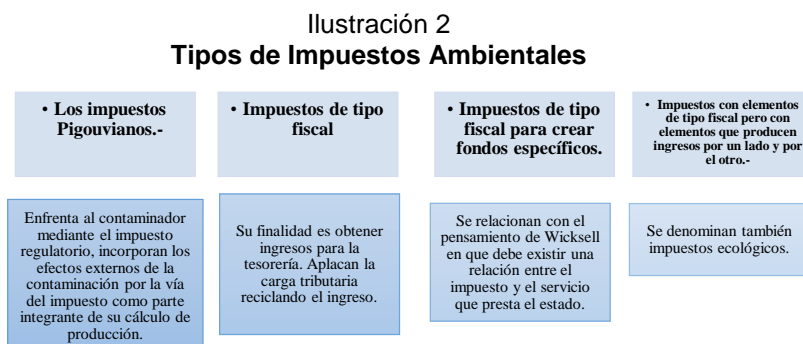 Ilustración 2
Tipos de Impuestos Ambientales
• Los impuestos
Pigouvianos.-
Enfrenta al contaminador
mediante el impuesto
regulatorio, incorporan los
efectos externos de la
contaminación por la vía
del impuesto como parte
integrante de su cálculo de
producción.
• Impuestos de tipo
fiscal
Su finalidad es obtener
ingresos para la
tesorería. Aplacan la
carga tributaria
reciclando el ingreso.
• Impuestos de tipo
fiscal para crear
fondos específicos.
Se relacionan con el
pensamiento de Wicksell
en que debe existir una
relación entre el
impuesto y el servicio
que presta el estado.
• Impuestos con elementos
de tipo fiscal pero con
elementos que producen
ingresos por un lado y por
el otro.-
Se denominan también
impuestos ecológicos.